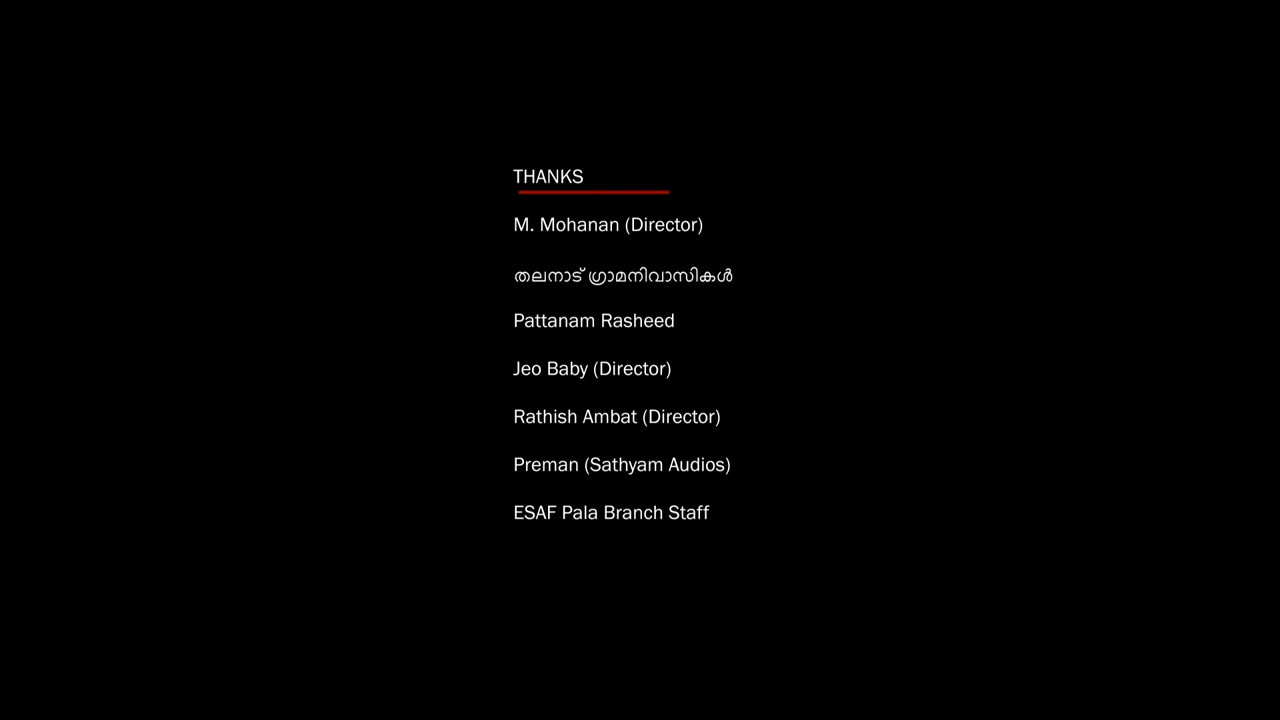 THANKS
M. Mohanan (Director)
തലനാട് ഗ്രാമനിവാസികൾ
Pattanam Rasheed
Jeo Baby (Director)
Rathish Ambat (Director)
Preman (Sathyam Audios)
ESAF Pala Branch Staff